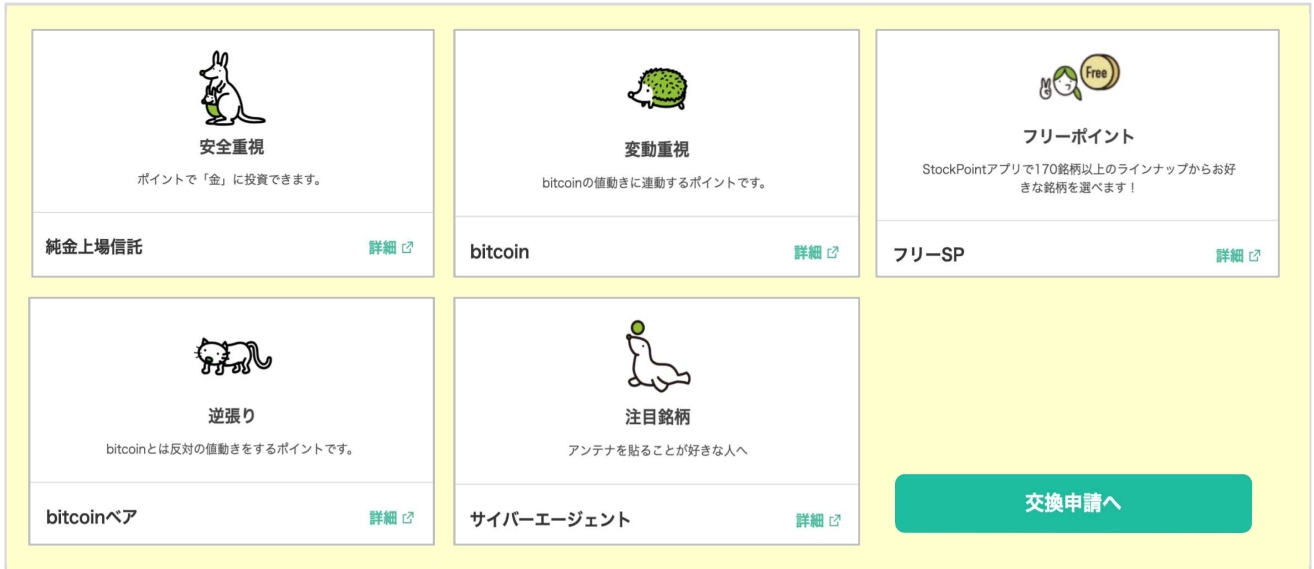 安全重視
ポイントで「金」に投資できます。
純金上場信託
詳細
変動重視
bitcoinの値動きに連動するポイントです。
bitcoin
詳細
Free
フリーポイント
StockPointアプリで170銘柄以上のラインナップからお好
きな銘柄を選べます！
フリーSP
詳細
逆張り
bitcoinとは反対の値動きをするポイントです。
bitcoinベア
詳細
注目銘柄
アンテナを貼ることが好きな人へ
サイバーエージェント
詳細
交換申請へ